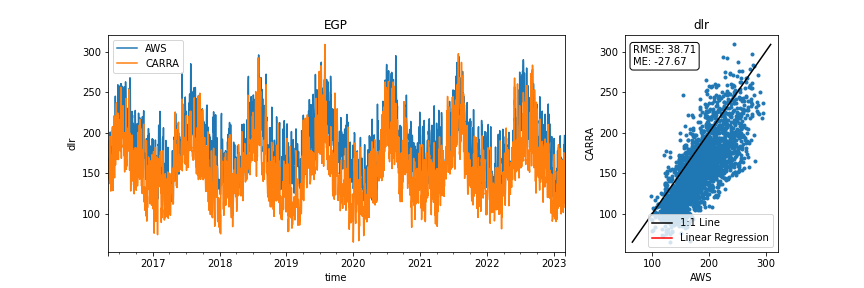 EGP
AWS
CARRA
dlr
300
250
200
150
100
2017
2018
2019
2020
2021
2022
2023
time
dlr
RMSE: 38.71
ME: -27.67
CARRA
300
250
200
150
100
1:1 Line
Linear Regression
100
200
300
AWS